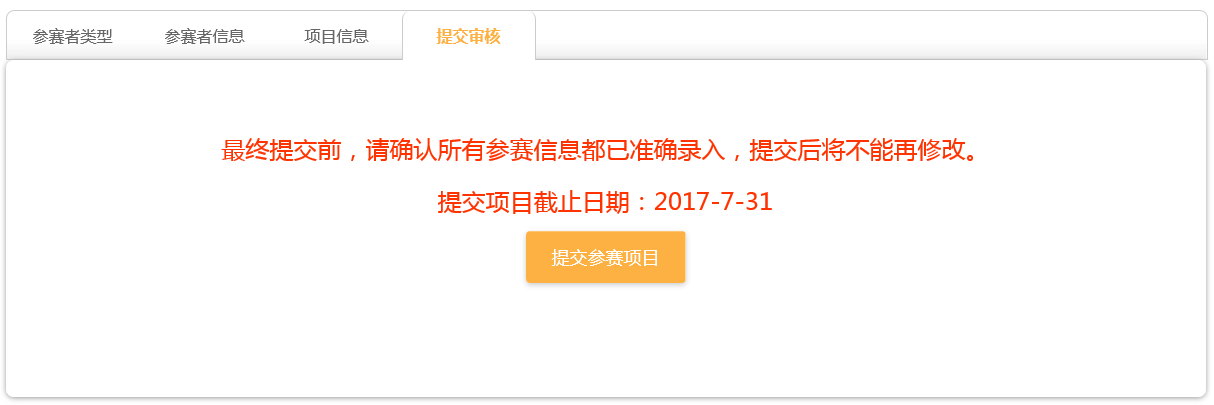 参赛者类型 参赛者信息 项目信息 提交审核
最终提交前，请确认所有参赛信息都已准确录入，提交后将不能再修改。
提交项目截止日期：2017-7-31
提交参赛项目